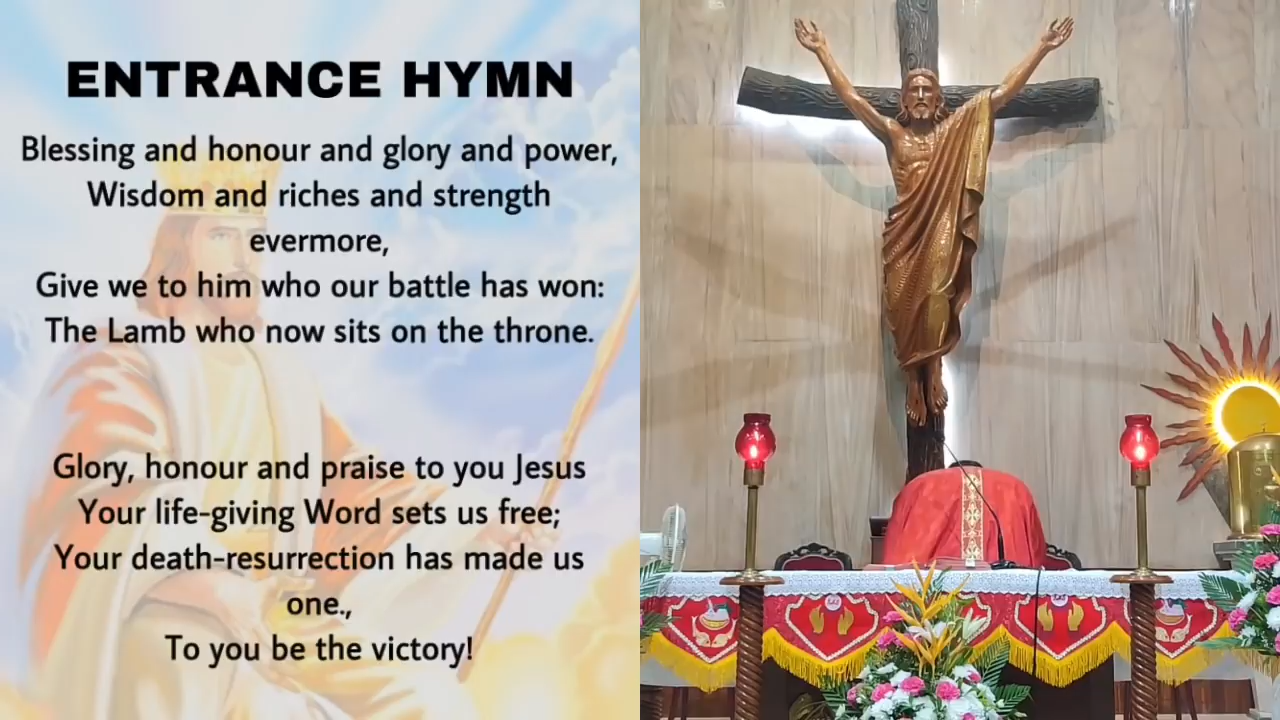 ENTRANCE HYMN
Blessing and honour and glory and power,
Wisdom and riches and strength
evermore,
Give we to him who our battle has won:
The Lamb who now sits on the throne.
Glory, honour and praise to you Jesus
Your life-giving Word sets us free;
Your death-resurrection has made us
one.,
To you be the victory!